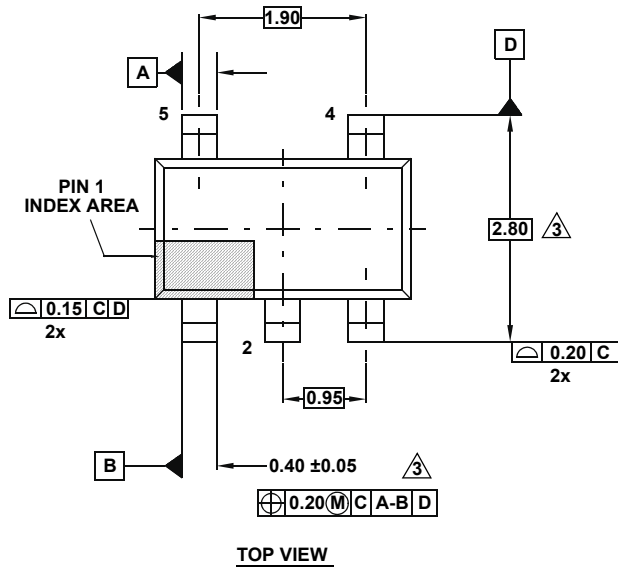 1.90
A
D
5
4
PIN 1
INDEX AREA
2.80 3
0.15 C D
2x
2
0.20 C
2x
0.95
B
0.40 ±0.05 3
0.20 M C A-B D
TOP VIEW